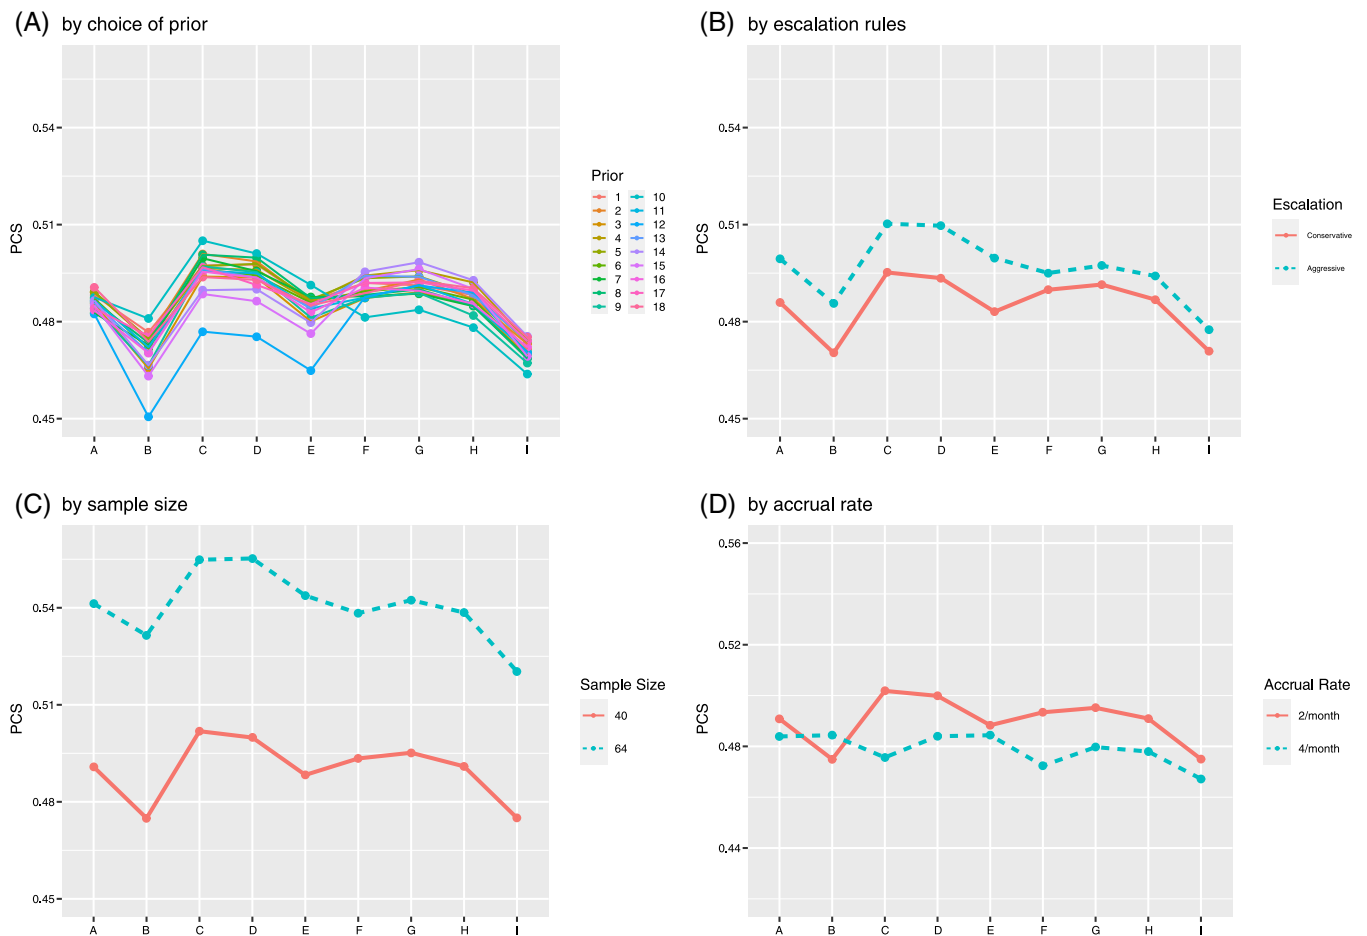 (A) by choice of prior
0.54
0.51
0.48
0.45
PCS
A B C D E F G H I
Prior
1 10
2 11
3 12
4 13
5 14
6 15
7 16
8 17
9 18
(B) by escalation rules
0.54
0.51
0.48
0.45
PCS
A B C D E F G H I
Escalation
Conservative
Aggressive
(C) by sample size
0.54
0.51
0.48
0.45
PCS
A B C D E F G H I
Sample Size
40
64
(D) by accrual rate
0.56
0.52
0.48
0.44
PCS
A B C D E F G H I
Accrual Rate
2/month
4/month